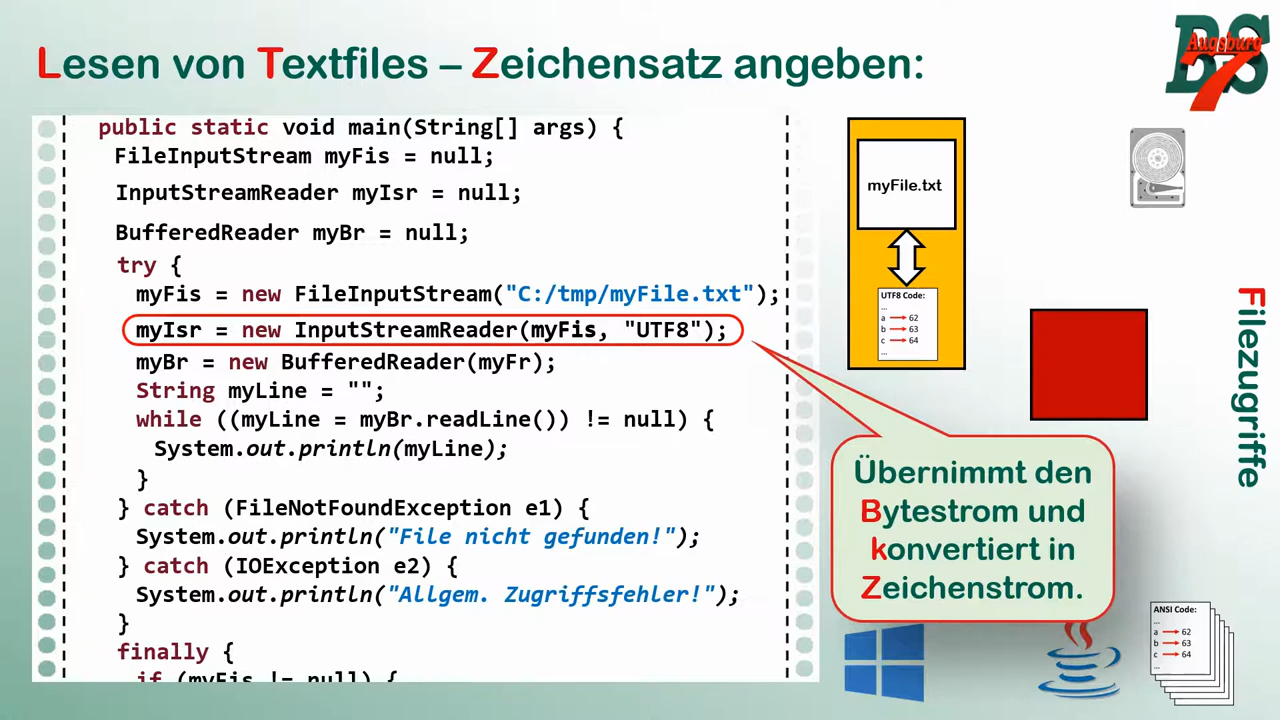 Lesen von Textfiles – Zeichensatz angeben:
BS
Augsburg
7
public static void main(String[] args) {
FileInputStream myFis = null;
InputStreamReader myIsr = null;
BufferedReader myBr = null;
try {
myFis = new FileInputStream("C:/tmp/myFile.txt");
myIsr = new InputStreamReader(myFis, "UTF8");
myBr = new BufferedReader(myFr);
String myLine = "";
while ((myLine = myBr.readLine()) != null) {
System.out.println(myLine);
}
} catch (FileNotFoundException e1) {
System.out.println("File nicht gefunden!");
} catch (IOException e2) {
System.out.println("Allgem. Zugriffsfehler!");
}
finally {
if (myFis != null) {
myFile.txt
UTF8 Code:
...
a 62
b 63
c 64
...
Filezugriffe
Übernimmt den
Bytestrom und
konvertiert in
Zeichenstrom.
ANSI Code:
...
a 62
b 63
c 64
...